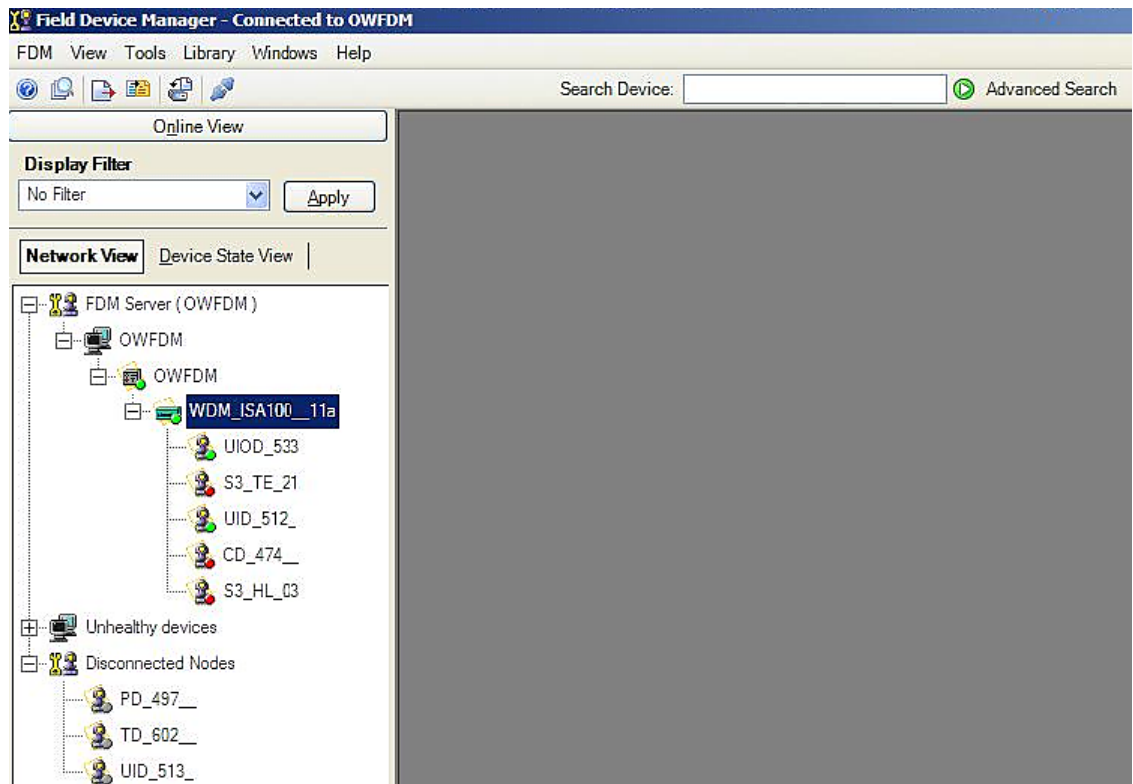 Field Device Manager - Connected to OWFDM
FDM View Tools Library Windows Help
Search Device: Advanced Search
Online View
Display Filter
No Filter Apply
Network View Device State View
FDM Server ( OWFDM )
OWFDM
OWFDM
WDM_ISA100__11a
UIOD_533
S3_TE_21
UID_512_
CD_474__
S3_HL_03
Unhealthy devices
Disconnected Nodes
PD_497__
TD_602__
UID_513_